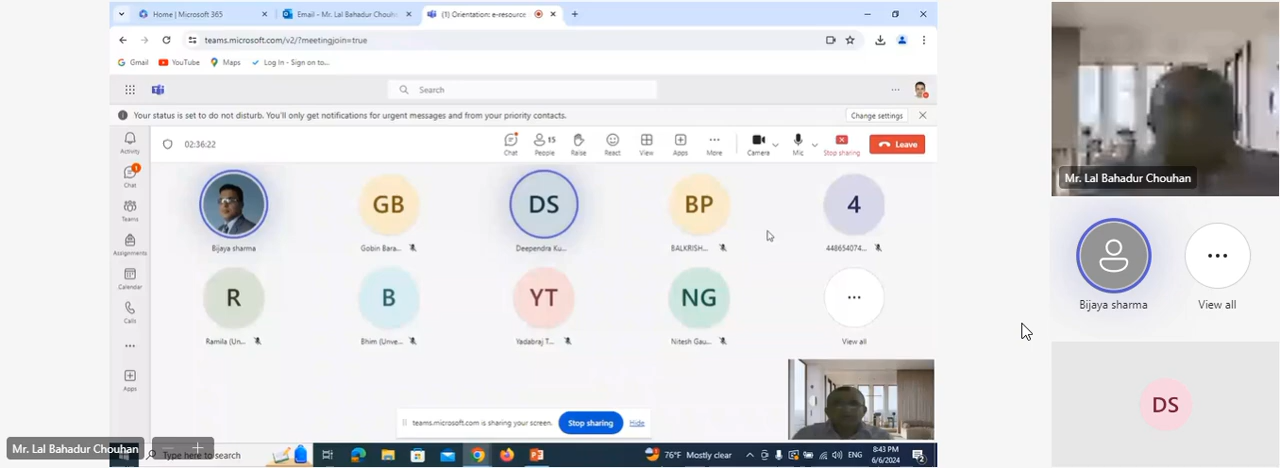 Home | Microsoft 365
Email - Mr. Lal Bahadur Chouh
(1) Orientation: e-resource
teams.microsoft.com/v2/?meetingjoin=true
Gmail
YouTube
Maps
Log In - Sign on to...
Search
Your status is set to do not disturb. You'll only get notifications for urgent messages and from your priority contacts.
Change settings
02:36:22
Activity
Chat
Teams
Assignments
Calendar
Calls
Apps
Chat
15
People
Raise
React
View
Apps
More
Camera
Mic
Stop sharing
Leave
GB
DS
BP
4
Bijaya sharma
Gobin Bara...
Deependra Ku...
BALKRISH...
448654074...
R
B
YT
NG
Ramila (Un...
Bhim (Unve...
Yadabraj T...
Nitesh Gau...
View all
teams.microsoft.com is sharing your screen.
Stop sharing
Hide
Type here to search
76°F Mostly clear
ENG
8:43 PM
6/6/2024
Mr. Lal Bahadur Chouhan
Mr. Lal Bahadur Chouhan
Bijaya sharma
View all
DS